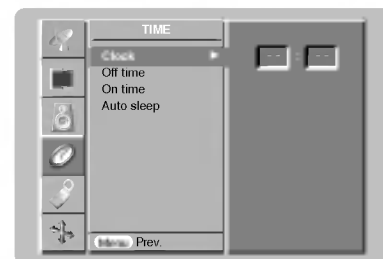 TIME
Clock
-- : --
Off time
On time
Auto sleep
Menu Prev.